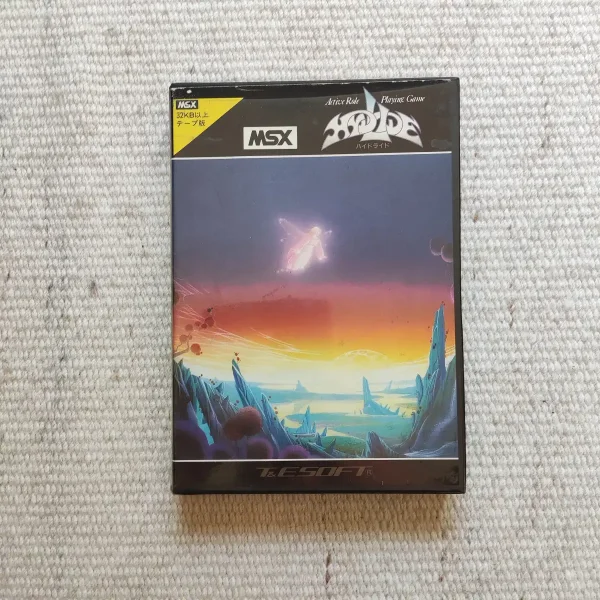 MSX
32KB以上
テープ版
MSX
Active Role Playing Game
HYDLIDE
ハイドライド
T&E SOFT